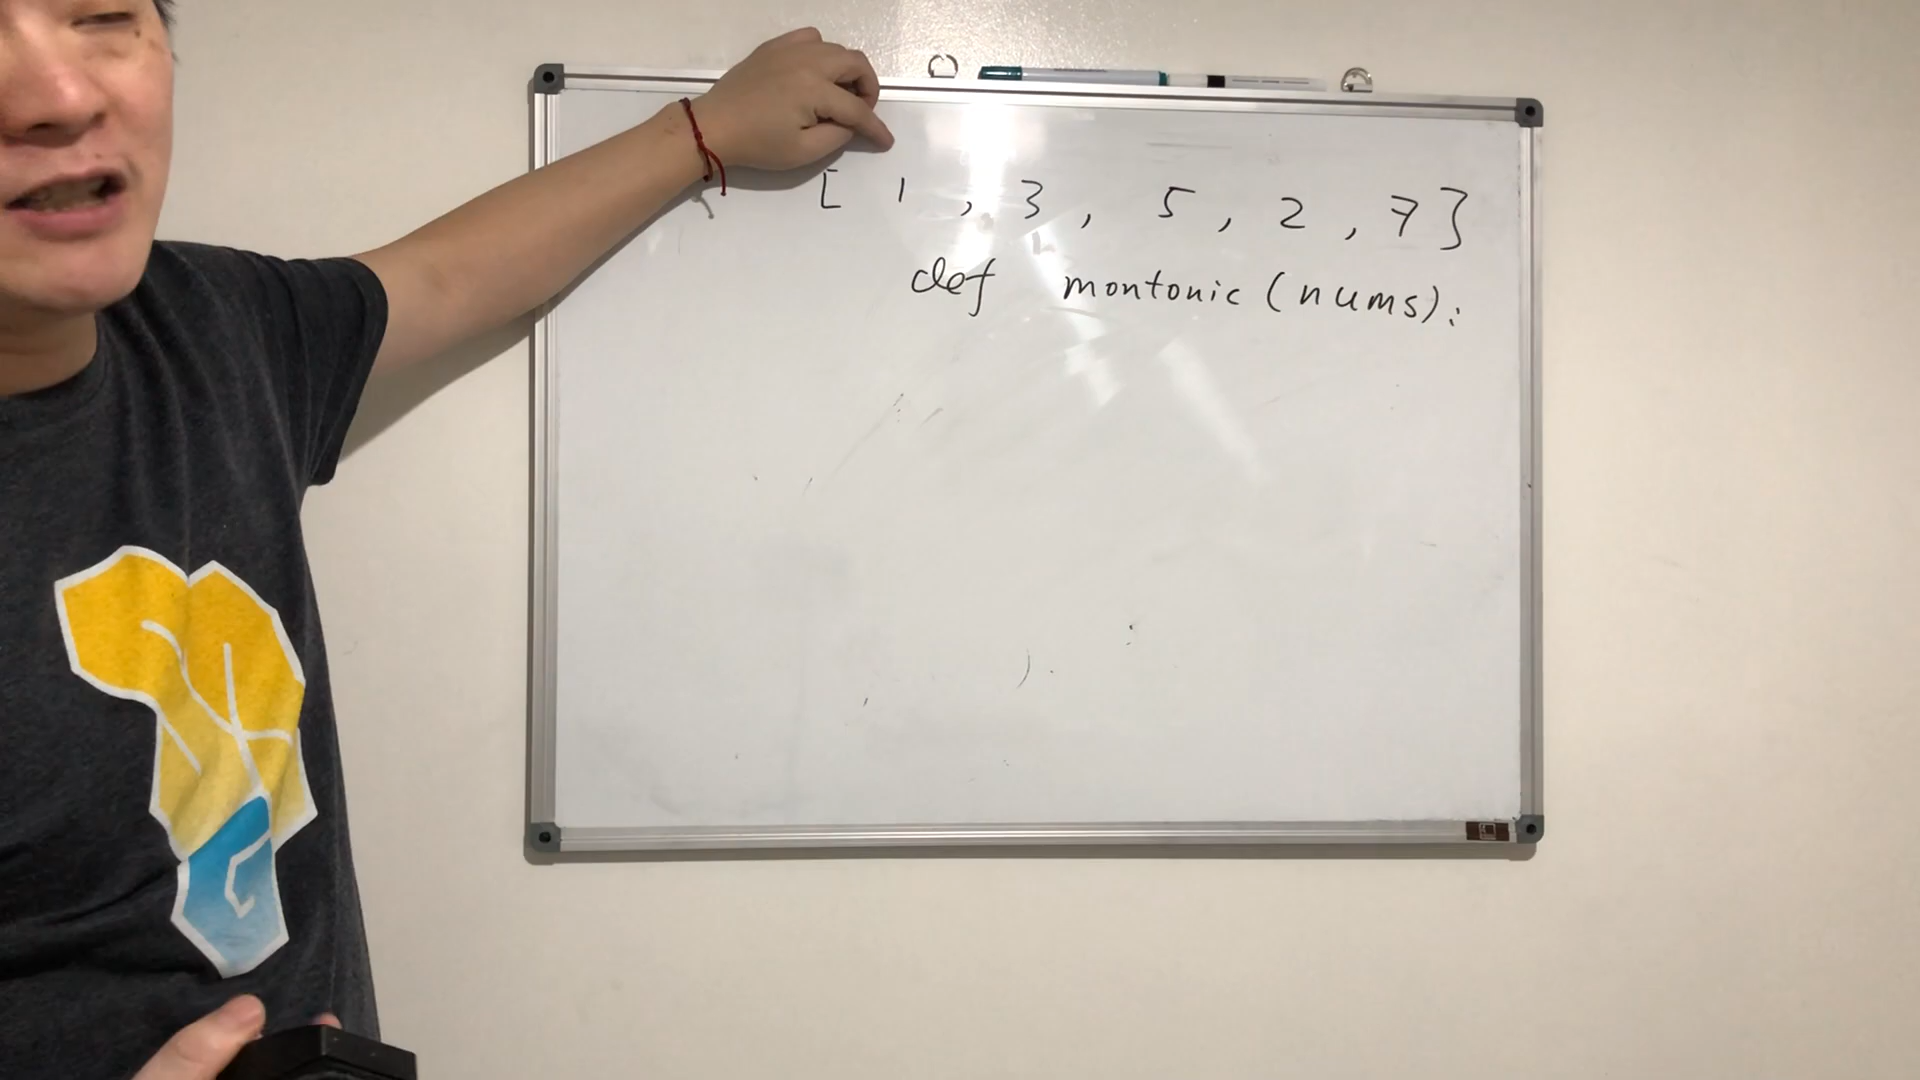 [ 1 , 3 , 5 , 2 , 7 ]
def montonic (nums):